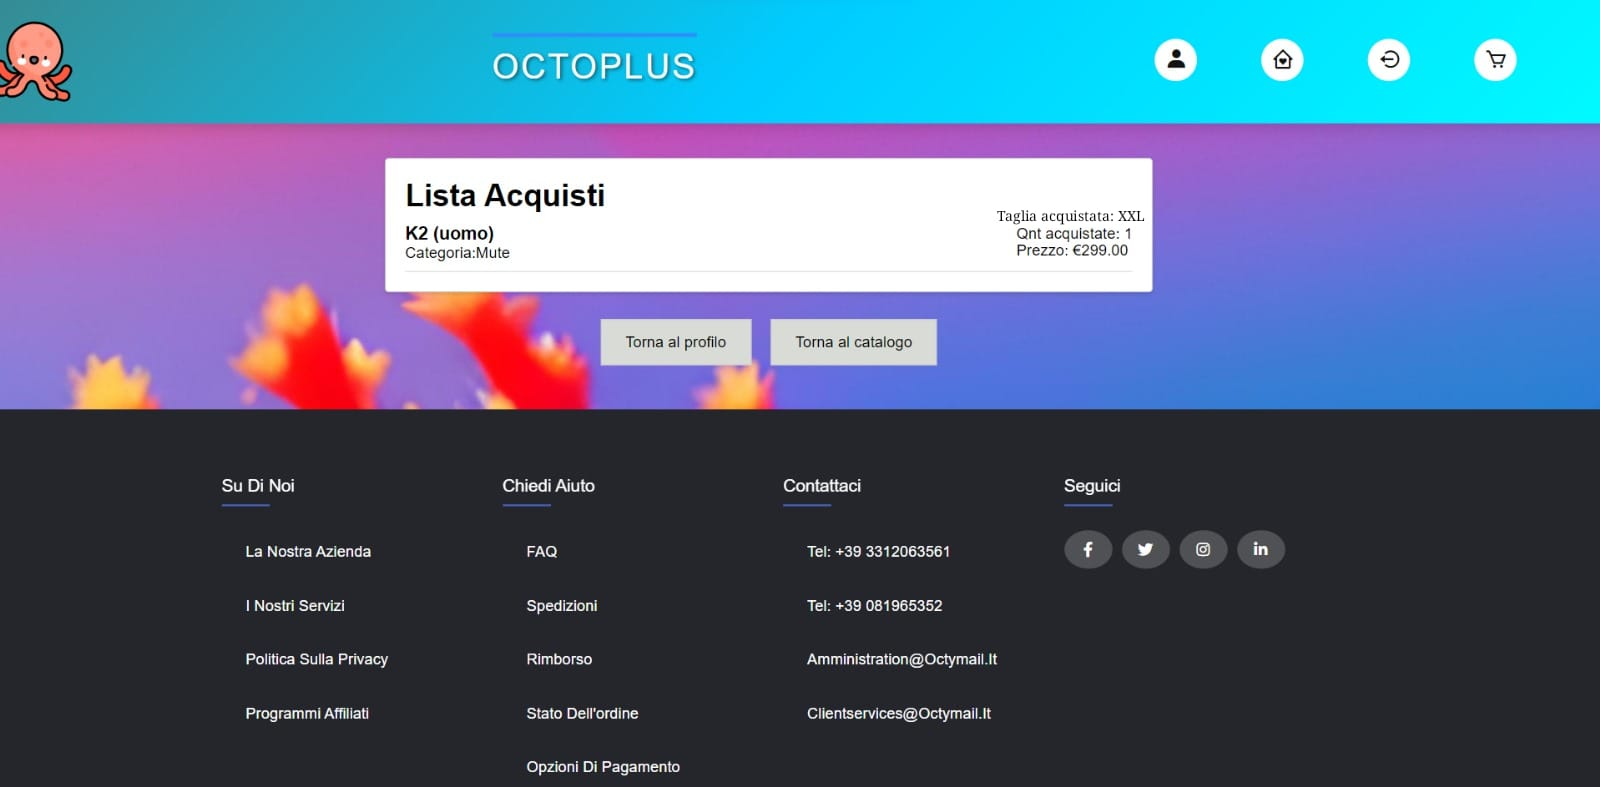 OCTOPLUS
Lista Acquisti
K2 (uomo)
Categoria:Mute
Taglia acquistata: XXL
Qnt acquistate: 1
Prezzo: €299.00
Torna al profilo
Torna al catalogo
Su Di Noi
La Nostra Azienda
I Nostri Servizi
Politica Sulla Privacy
Programmi Affiliati
Chiedi Aiuto
FAQ
Spedizioni
Rimborso
Stato Dell'ordine
Opzioni Di Pagamento
Contattaci
Tel: +39 3312063561
Tel: +39 081965352
Amministration@Octymail.It
Clientservices@Octymail.It
Seguici